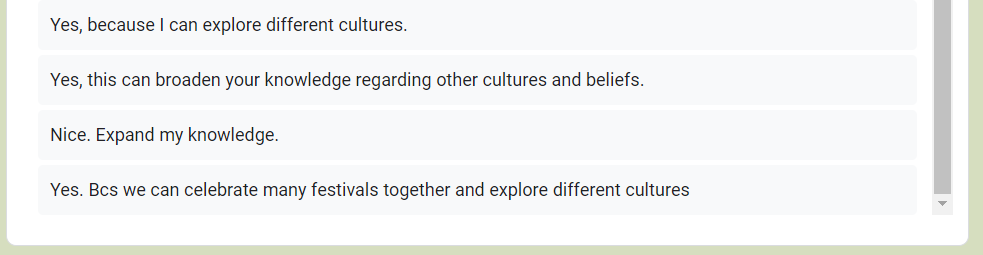 Yes, because I can explore different cultures.
Yes, this can broaden your knowledge regarding other cultures and beliefs.
Nice. Expand my knowledge.
Yes. Bcs we can celebrate many festivals together and explore different cultures